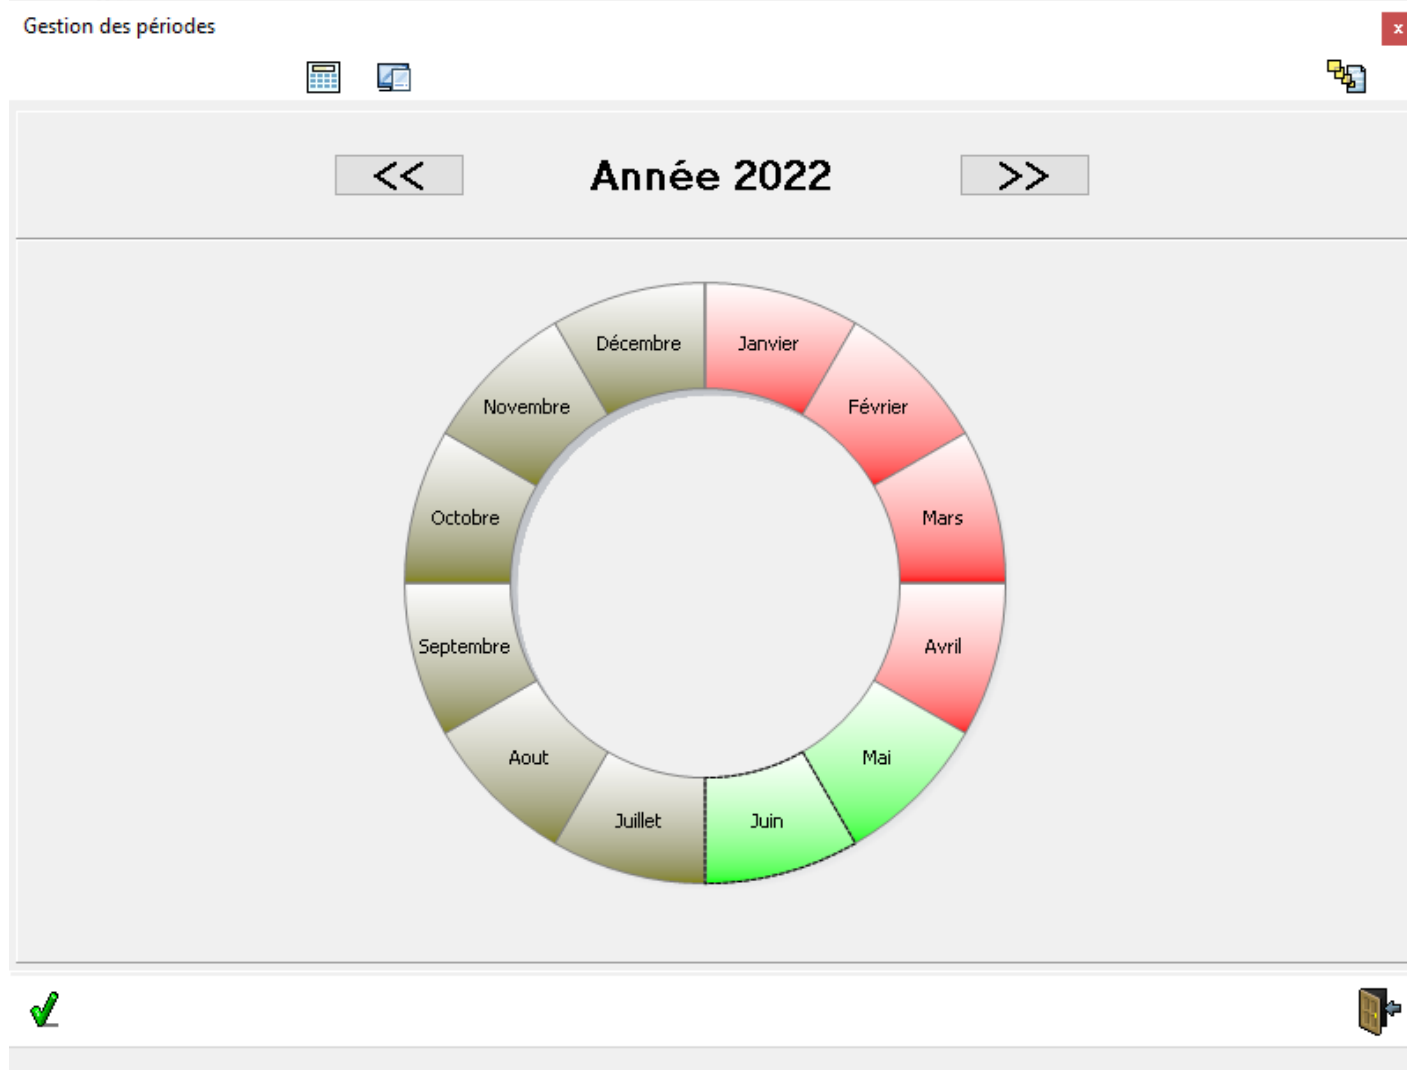 Gestion des périodes
x
<< Année 2022 >>
Décembre Janvier
Novembre Février
Octobre Mars
Septembre Avril
Aout Mai
Juillet Juin